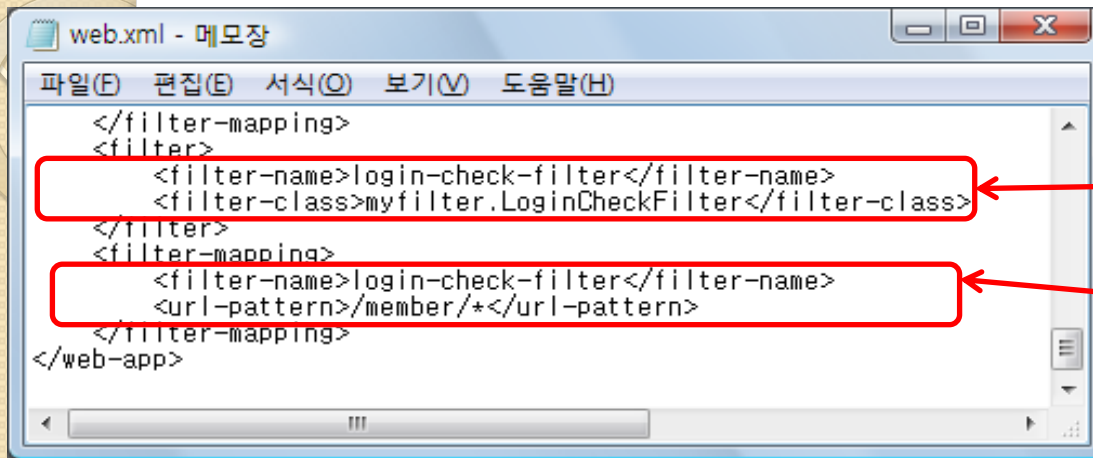 web.xml - 메모장
파일(F) 편집(E) 서식(O) 보기(V) 도움말(H)
</filter-mapping>
<filter>
<filter-name>login-check-filter</filter-name>
<filter-class>myfilter.LoginCheckFilter</filter-class>
</filter>
<filter-mapping>
<filter-name>login-check-filter</filter-name>
<url-pattern>/member/*</url-pattern>
</filter-mapping>
</web-app>